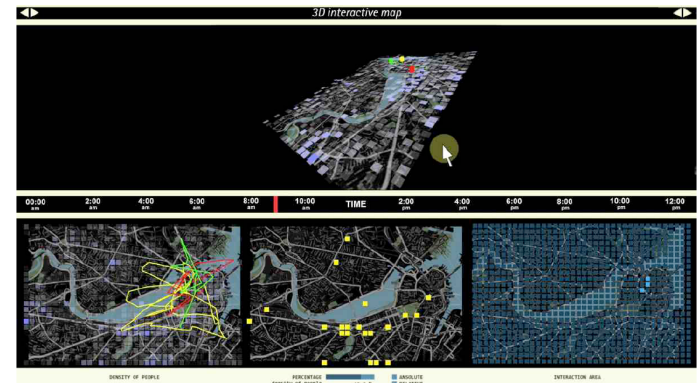 3D interactive map
00:00 am 2:00 am 4:00 am 6:00 am 8:00 am 10:00 am TIME 2:00 pm 4:00 pm 6:00 pm 8:00 pm 10:00 pm 12:00 pm
DENSITY OF PEOPLE PERCENTAGE ABSOLUTE INTERACTION AREA